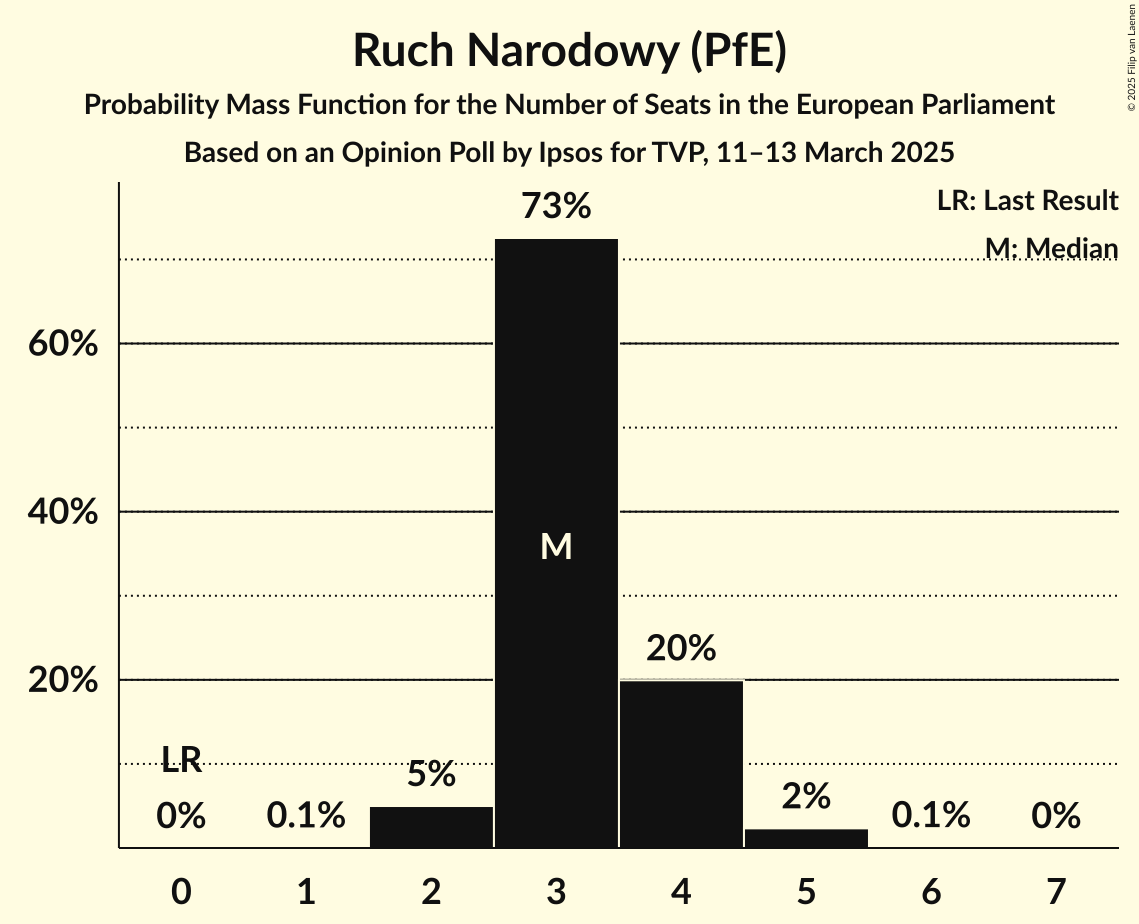 Ruch Narodowy (PfE)
Probability Mass Function for the Number of Seats in the European Parliament
Based on an Opinion Poll by Ipsos for TVP, 11–13 March 2025
© 2025 Filip van Laenen
LR: Last Result
M: Median
73%
60%
40%
M
20%
20%
LR
5%
2%
0%
0.1%
0.1%
0%
0 1 2 3 4 5 6 7